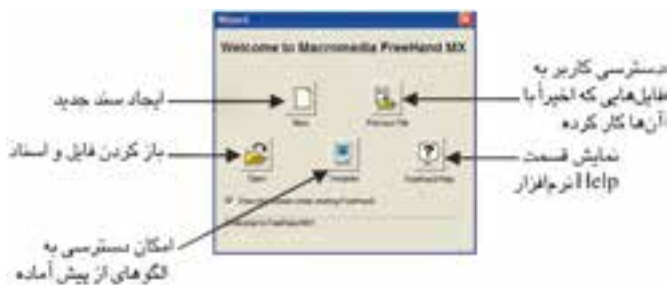 Wizard
Welcome to Macromedia FreeHand MX
دسترسی کاربر به
فایل‌هایی که اخیراً با
آن‌ها کار کرده
ایجاد سند جدید
New
Previous File
باز کردن فایل و اسناد
نمایش قسمت
Help نرم‌افزار
Open
Template
FreeHand Help
امکان دسترسی به
الگوهای از پیش آماده